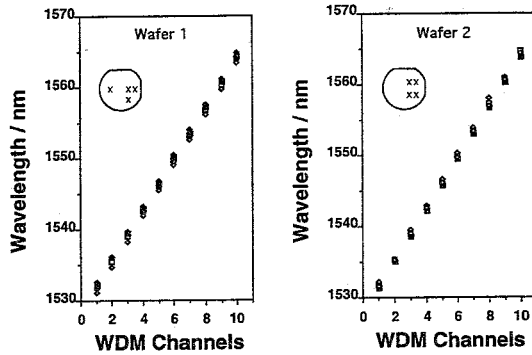 Wafer 1
1570
1560
1550
1540
1530
Wavelength / nm
x x x
x
0 2 4 6 8 10
WDM Channels
Wafer 2
1570
1560
1550
1540
1530
Wavelength / nm
x x
x x
0 2 4 6 8 10
WDM Channels